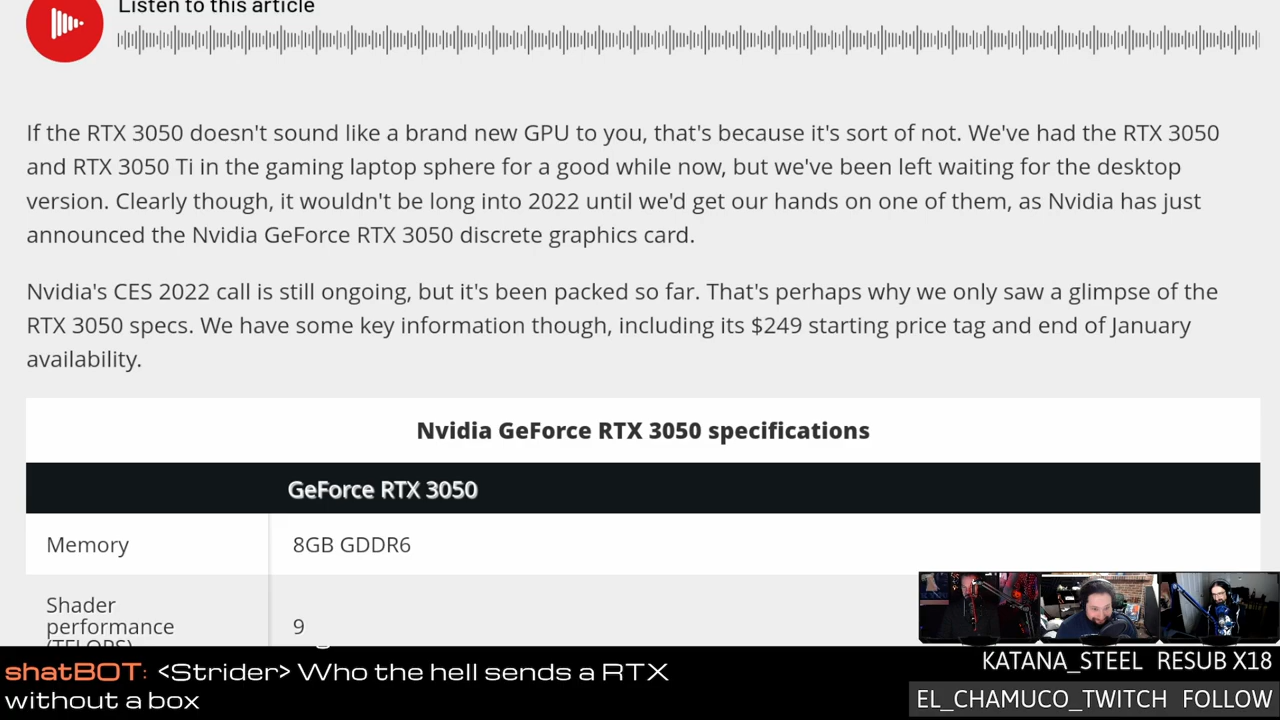 Listen to this article
If the RTX 3050 doesn't sound like a brand new GPU to you, that's because it's sort of not. We've had the RTX 3050
and RTX 3050 Ti in the gaming laptop sphere for a good while now, but we've been left waiting for the desktop
version. Clearly though, it wouldn't be long into 2022 until we'd get our hands on one of them, as Nvidia has just
announced the Nvidia GeForce RTX 3050 discrete graphics card.
Nvidia's CES 2022 call is still ongoing, but it's been packed so far. That's perhaps why we only saw a glimpse of the
RTX 3050 specs. We have some key information though, including its $249 starting price tag and end of January
availability.
Nvidia GeForce RTX 3050 specifications
GeForce RTX 3050
Memory 8GB GDDR6
Shader
performance 9
(TFLOPS)
shatBOT: <Strider> Who the hell sends a RTX
without a box
KATANA_STEEL RESUB X18
EL_CHAMUCO_TWITCH FOLLOW